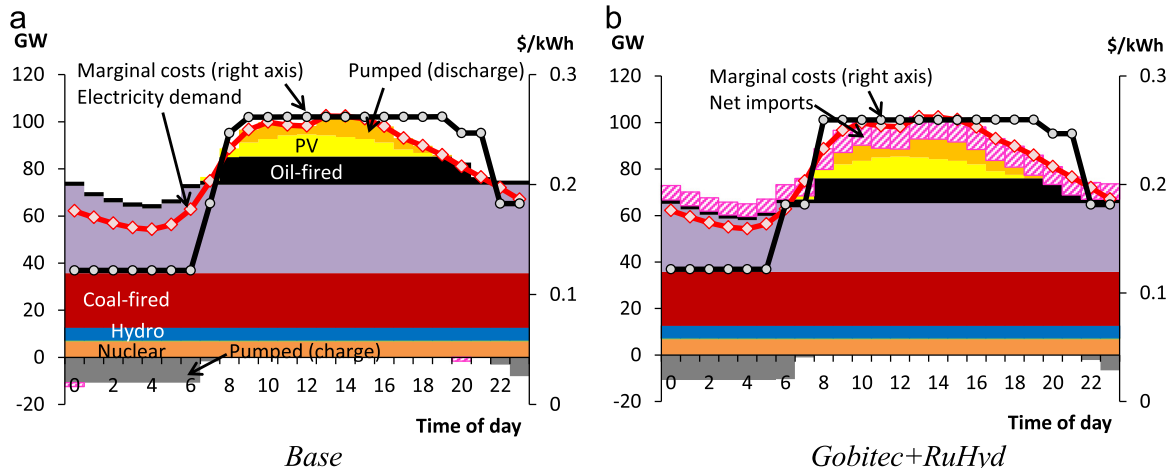 a
GW
$/kWh
Marginal costs (right axis)
Pumped (discharge)
Electricity demand
PV
Oil-fired
Coal-fired
Hydro
Nuclear
Pumped (charge)
120
100
80
60
40
20
0
-20
0.3
0.2
0.1
0
0 2 4 6 8 10 12 14 16 18 20 22
Time of day
Base
b
GW
$/kWh
Marginal costs (right axis)
Net imports
120
100
80
60
40
20
0
-20
0.3
0.2
0.1
0
0 2 4 6 8 10 12 14 16 18 20 22
Time of day
Gobitec+RuHyd